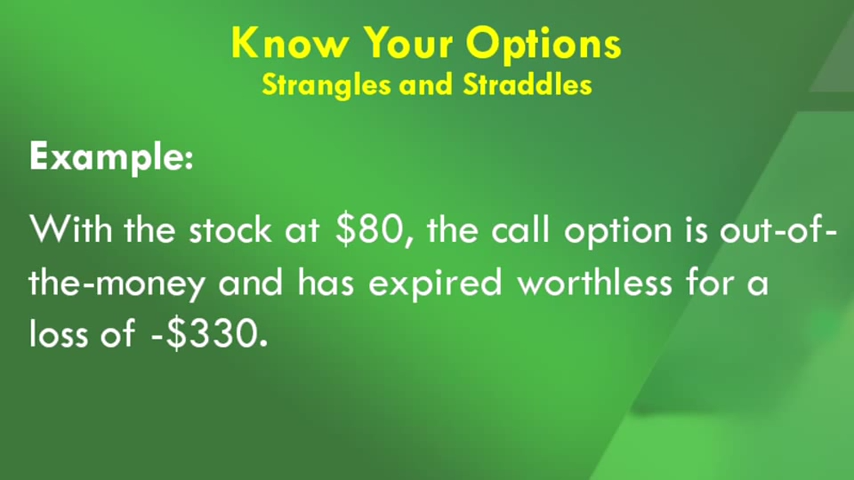 Know Your Options
Strangles and Straddles
Example:
With the stock at $80, the call option is out-of-
the-money and has expired worthless for a
loss of -$330.